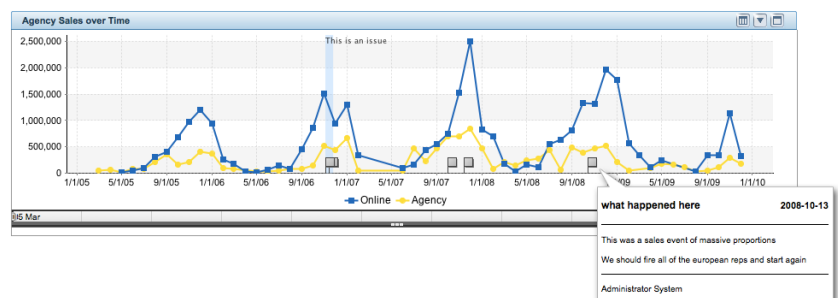 Agency Sales over Time
This is an issue
2,500,000
2,000,000
1,500,000
1,000,000
500,000
0
1/1/05 5/1/05 9/1/05 1/1/06 5/1/06 9/1/06 1/1/07 5/1/07 9/1/07 1/1/08 5/1/08 9/1/08 /09 5/1/09 9/1/09 1/1/10
Online Agency
Mar
what happened here 2008-10-13
This was a sales event of massive proportions
We should fire all of the european reps and start again
Administrator System